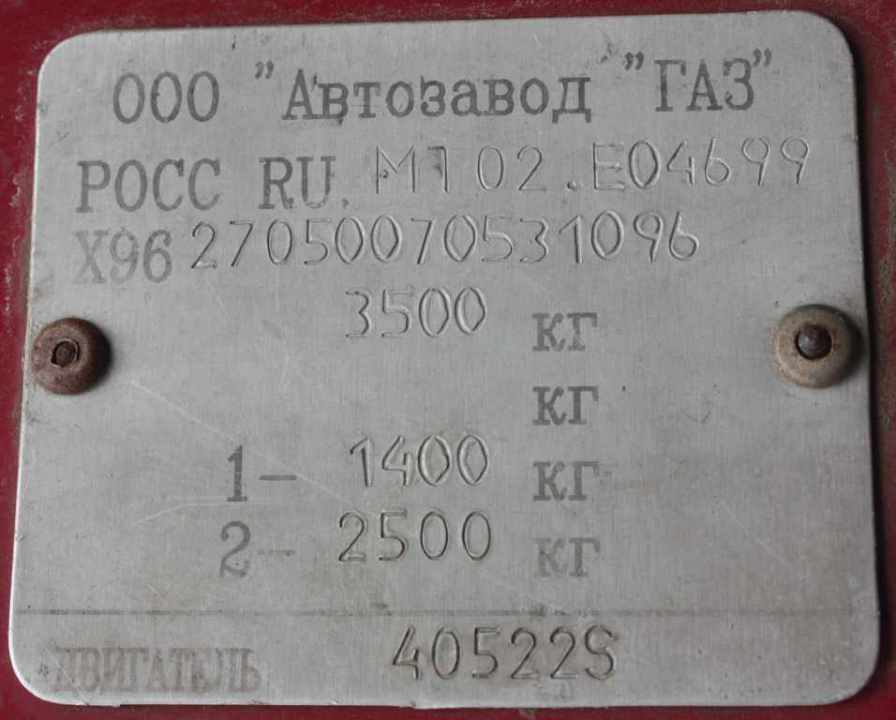 ООО "Автозавод "ГАЗ"
РОСС RU. МТ02.Е04699
Х96 27050070531096
3500 кг
кг
1- 1400 кг
2- 2500 кг
ДВИГАТЕЛЬ 40522S